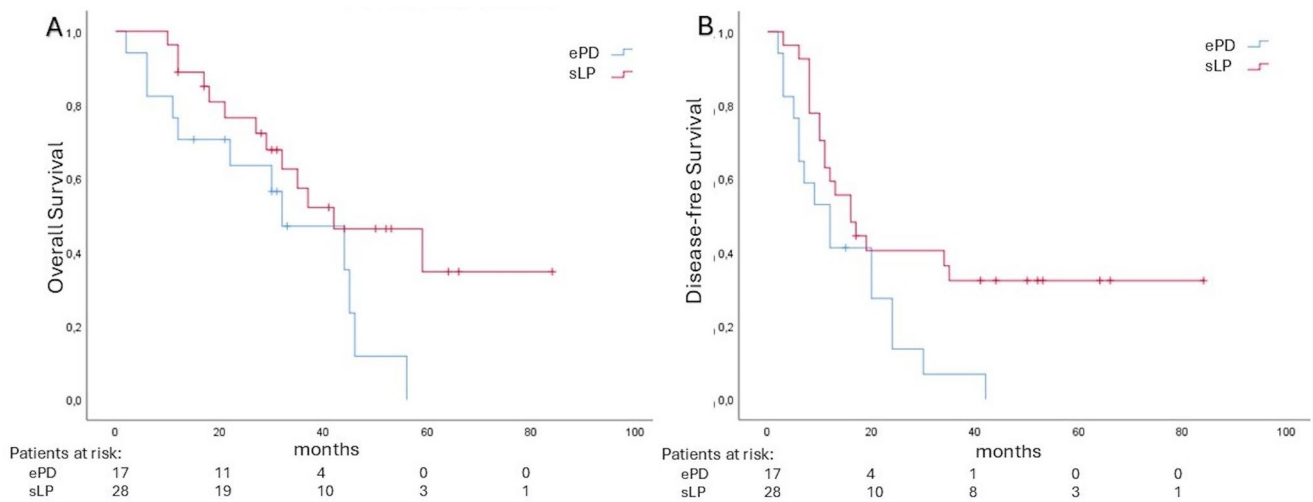 A
Overall Survival
1,0
0,8
0,6
0,4
0,2
0,0
ePD
sLP
0 20 40 60 80 100
months
Patients at risk:
ePD 17 11 4 0 0
sLP 28 19 10 3 1
B
Disease-free Survival
1,0
0,8
0,6
0,4
0,2
0,0
ePD
sLP
0 20 40 60 80 100
months
Patients at risk:
ePD 17 4 1 0 0
sLP 28 10 8 3 1